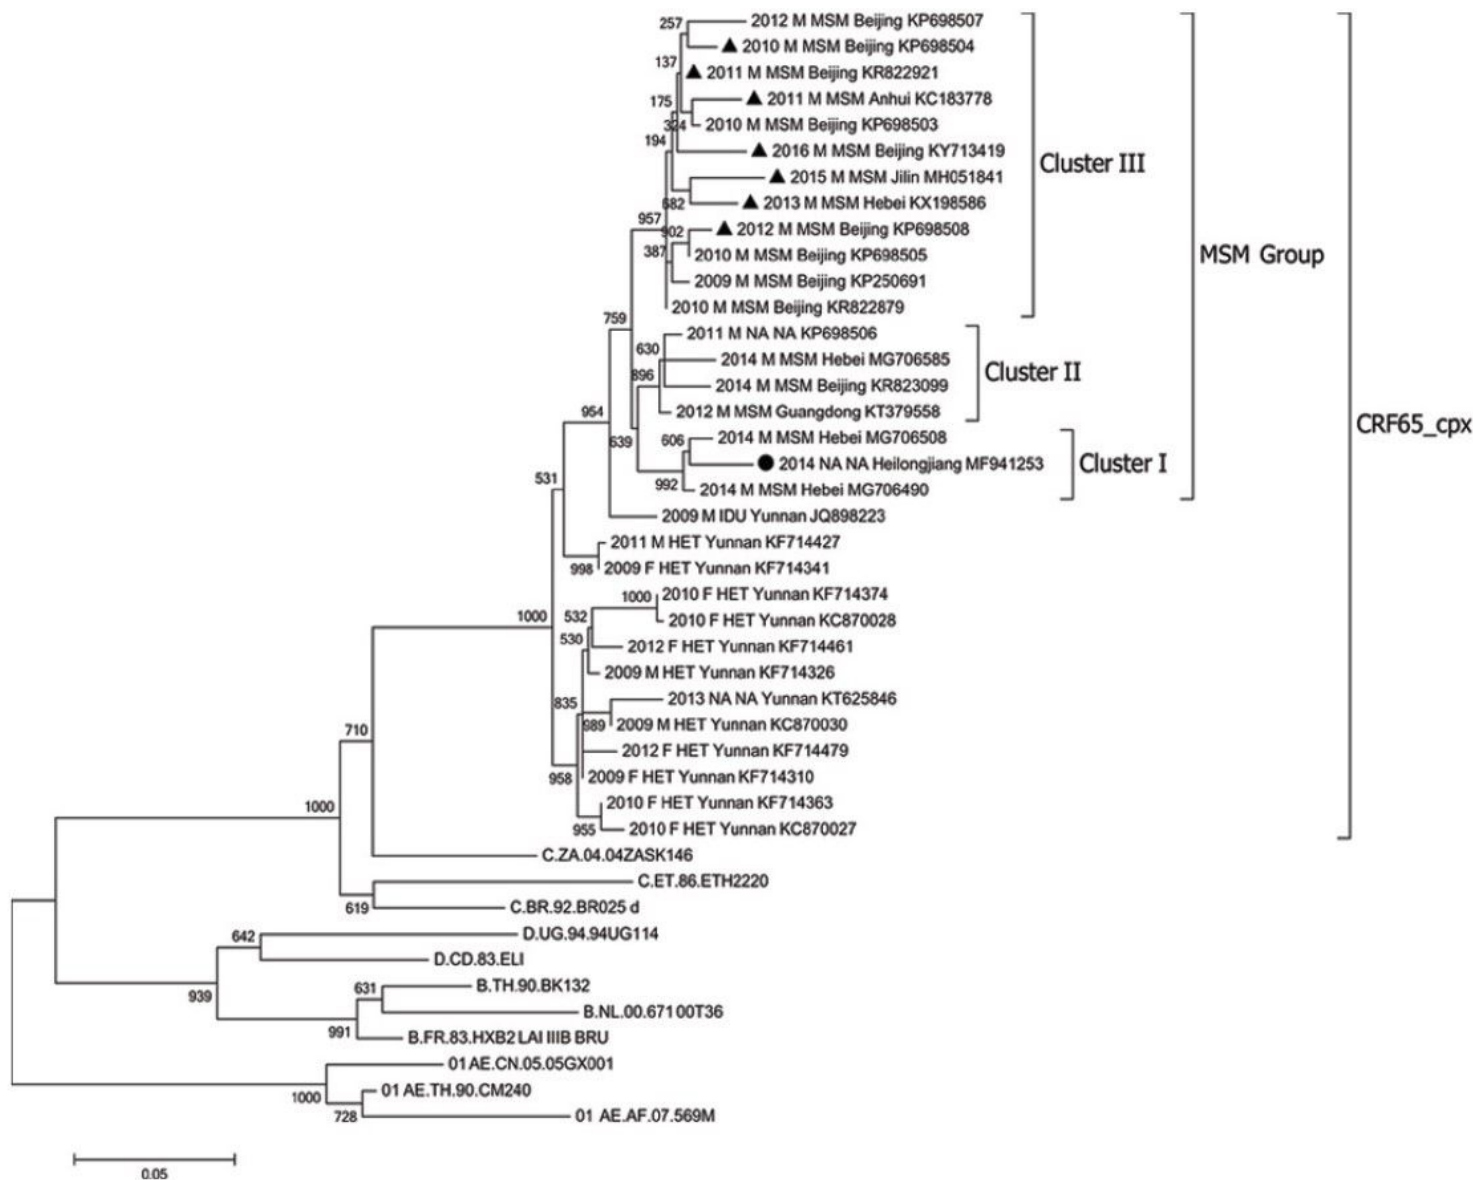 257
2012 M MSM Beijing KP698507
2010 M MSM Beijing KP698504
137
2011 M MSM Beijing KR822921
175
2011 M MSM Anhui KC183778
324
2010 M MSM Beijing KP698503
194
2016 M MSM Beijing KY713419
Cluster III
2015 M MSM Jilin MH051841
682
2013 M MSM Hebei KX198586
957
902
2012 M MSM Beijing KP698508
387
2010 M MSM Beijing KP698505
MSM Group
2009 M MSM Beijing KP250691
2010 M MSM Beijing KR822879
759
2011 M NA NA KP698506
630
2014 M MSM Hebei MG706585
896
2014 M MSM Beijing KR823099
Cluster II
954
2012 M MSM Guangdong KT379558
CRF65_cpx
639
606
2014 M MSM Hebei MG706508
2014 NA NA Heilongjiang MF941253
Cluster I
531
992
2014 M MSM Hebei MG706490
2009 M IDU Yunnan JQ898223
2011 M HET Yunnan KF714427
998
2009 F HET Yunnan KF714341
1000
2010 F HET Yunnan KF714374
1000
532
2010 F HET Yunnan KC870028
530
2012 F HET Yunnan KF714461
2009 M HET Yunnan KF714326
835
2013 NA NA Yunnan KT625846
989
2009 M HET Yunnan KC870030
710
2012 F HET Yunnan KF714479
958
2009 F HET Yunnan KF714310
1000
2010 F HET Yunnan KF714363
955
2010 F HET Yunnan KC870027
C.ZA.04.04ZASK146
C.ET.86.ETH2220
619
C.BR.92.BR025 d
642
D.UG.94.94UG114
D.CD.83.ELI
939
631
B.TH.90.BK132
B.NL.00.671 00T36
991
B.FR.83.HXB2 LAI IIIB BRU
01 AE.CN.05.05GX001
1000
01 AE.TH.90.CM240
728
01 AE.AF.07.569M
0.05